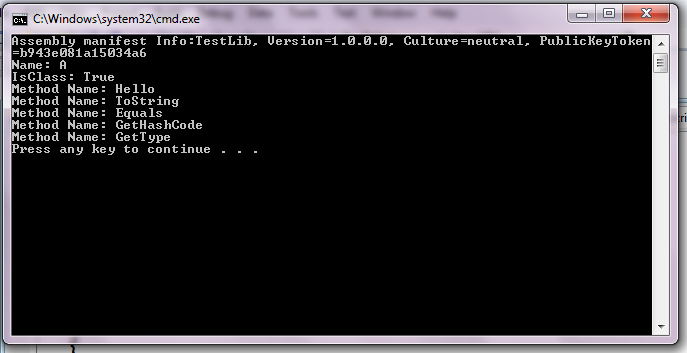 C:\Windows\system32\cmd.exe
Assembly manifest Info:TestLib, Version=1.0.0.0, Culture=neutral, PublicKeyToken
=b943e081a15034a6
Name: A
IsClass: True
Method Name: Hello
Method Name: ToString
Method Name: Equals
Method Name: GetHashCode
Method Name: GetType
Press any key to continue . . .
ri
}